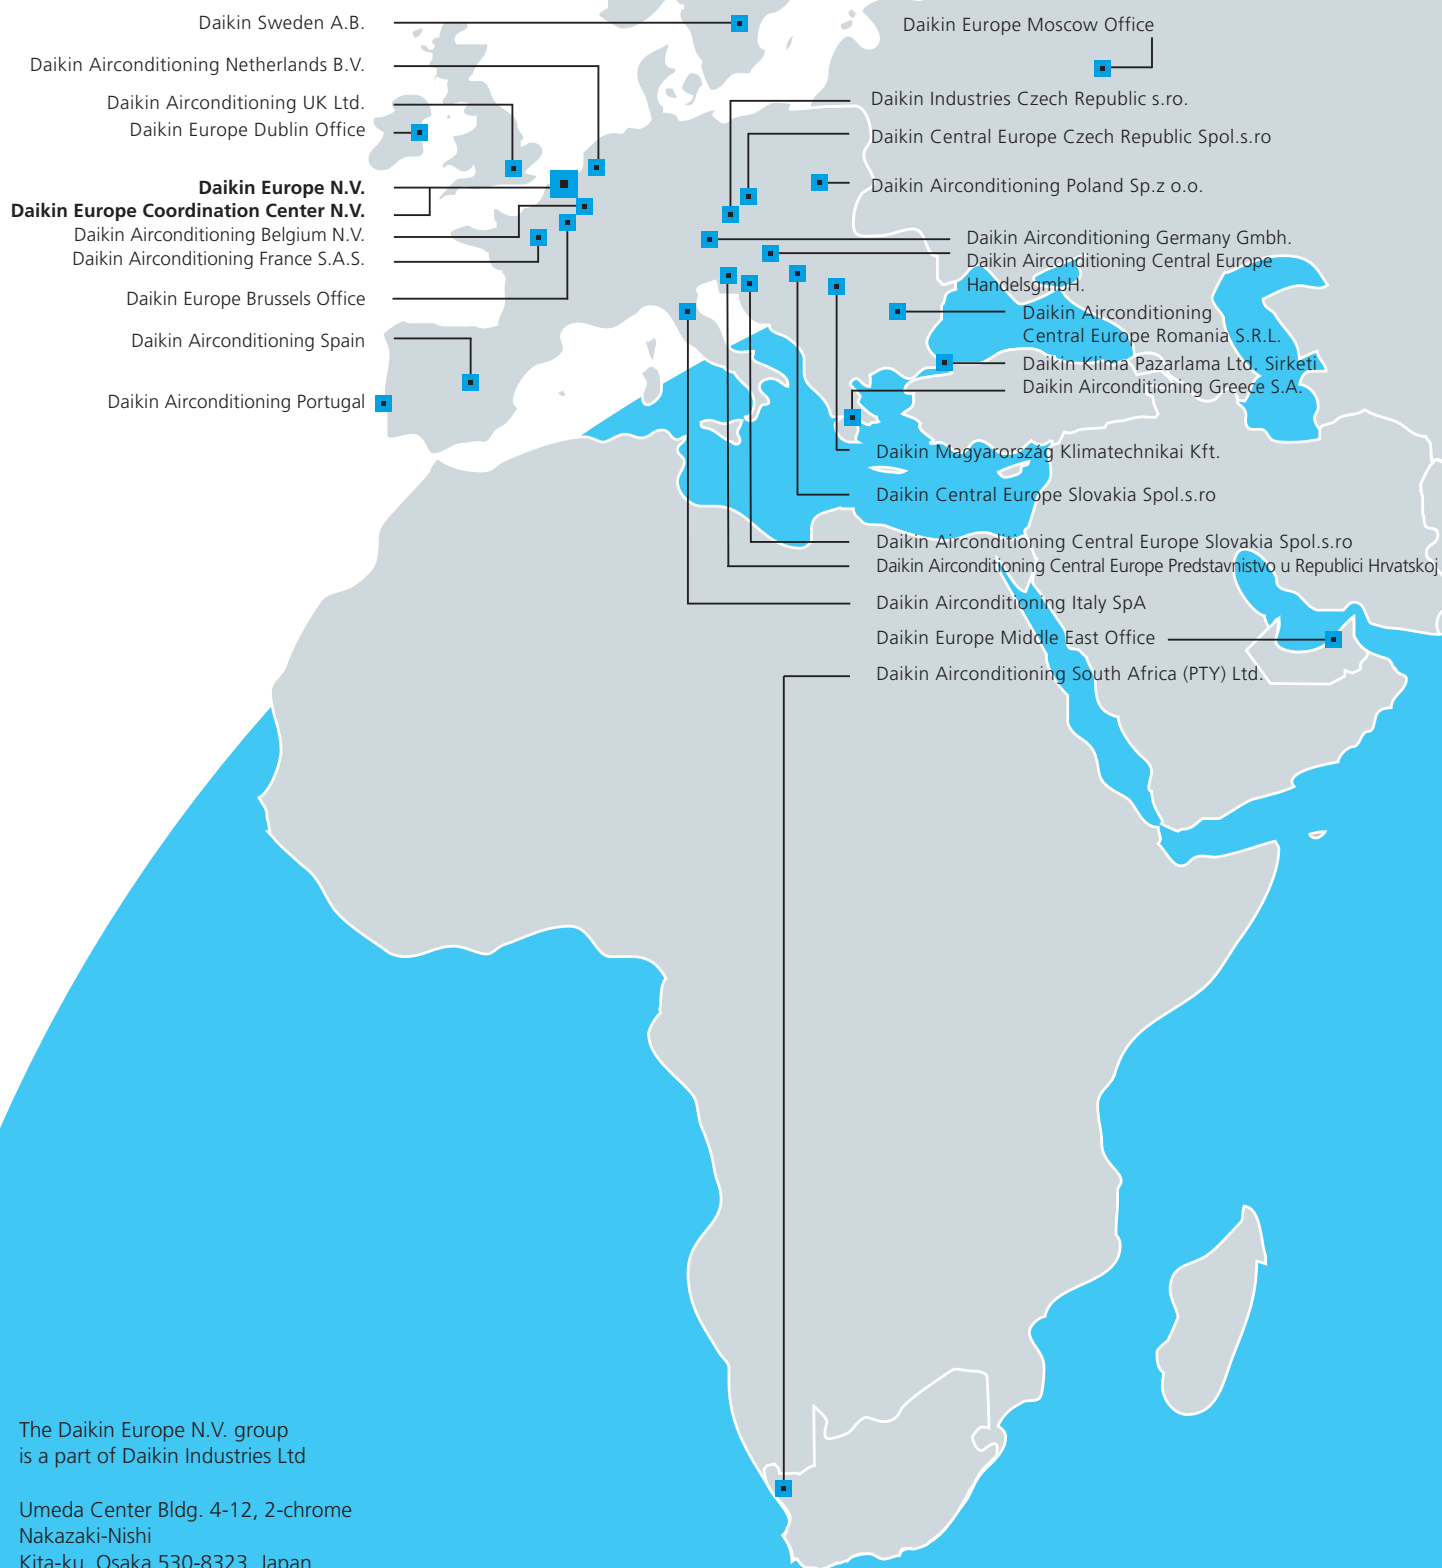 Daikin Sweden A.B.
Daikin Airconditioning Netherlands B.V.
Daikin Airconditioning UK Ltd.
Daikin Europe Dublin Office
Daikin Europe N.V.
Daikin Europe Coordination Center N.V.
Daikin Airconditioning Belgium N.V.
Daikin Airconditioning France S.A.S.
Daikin Europe Brussels Office
Daikin Airconditioning Spain
Daikin Airconditioning Portugal
Daikin Europe Moscow Office
Daikin Industries Czech Republic s.ro.
Daikin Central Europe Czech Republic Spol.s.ro
Daikin Airconditioning Poland Sp.z o.o.
Daikin Airconditioning Germany Gmbh.
Daikin Airconditioning Central Europe
HandelsgmbH.
Daikin Airconditioning
Central Europe Romania S.R.L.
Daikin Klima Pazarlama Ltd. Sirketi
Daikin Airconditioning Greece S.A.
Daikin Magyarország Klimatechnikai Kft.
Daikin Central Europe Slovakia Spol.s.ro
Daikin Airconditioning Central Europe Slovakia Spol.s.ro
Daikin Airconditioning Central Europe Predstavnistvo u Republici Hrvatskoj
Daikin Airconditioning Italy SpA
Daikin Europe Middle East Office
Daikin Airconditioning South Africa (PTY) Ltd.
The Daikin Europe N.V. group
is a part of Daikin Industries Ltd
Umeda Center Bldg. 4-12, 2-chrome
Nakazaki-Nishi
Kita-ku, Osaka 530-8323, Japan